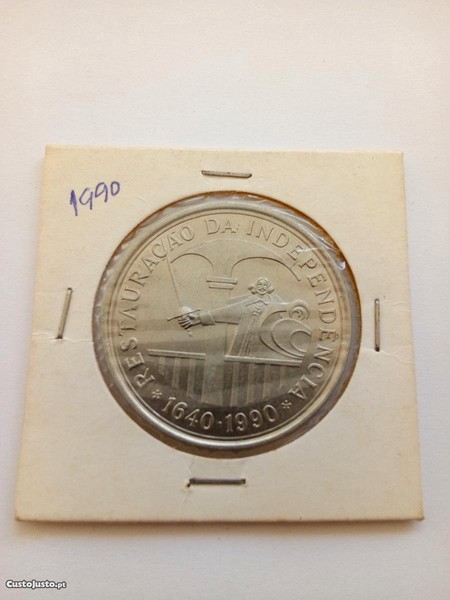 1990
RESTAURAÇÃO DA INDEPENDÊNCIA
* 1640 · 1990 *
CustoJusto.pt